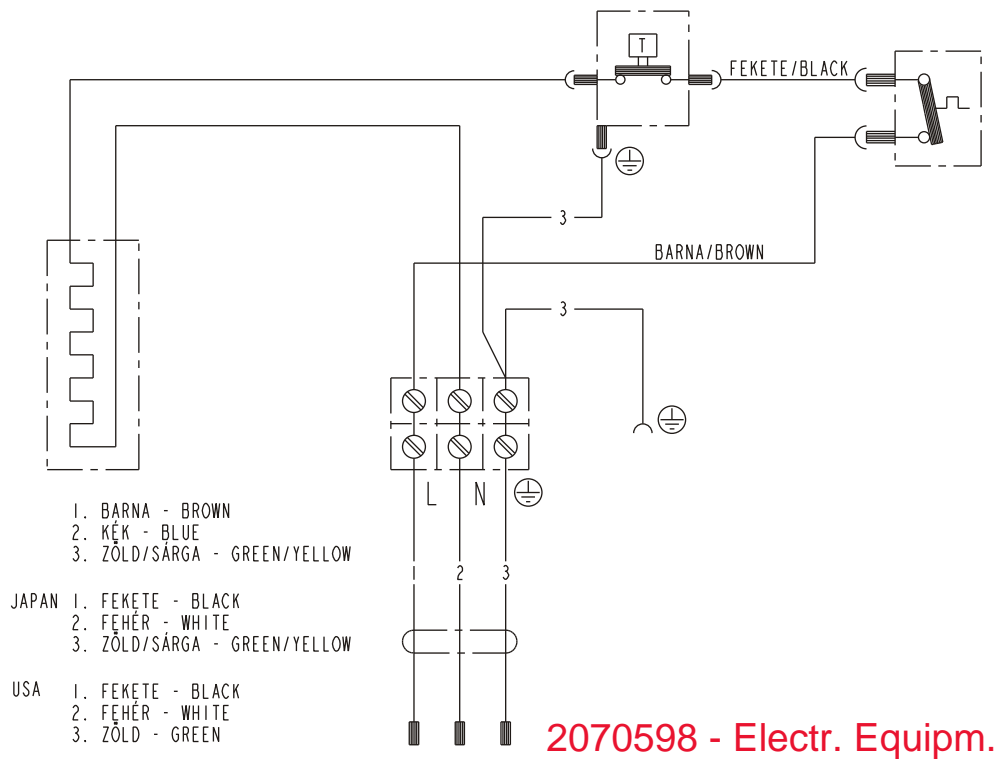 T
FEKETE/BLACK
3
BARNA/BROWN
3
L N
1. BARNA - BROWN
2. KÉK - BLUE
3. ZÖLD/SÁRGA - GREEN/YELLOW
1 2 3
JAPAN 1. FEKETE - BLACK
2. FEHÉR - WHITE
3. ZÖLD/SÁRGA - GREEN/YELLOW
USA 1. FEKETE - BLACK
2. FEHÉR - WHITE
3. ZÖLD - GREEN
2070598 - Electr. Equipm.